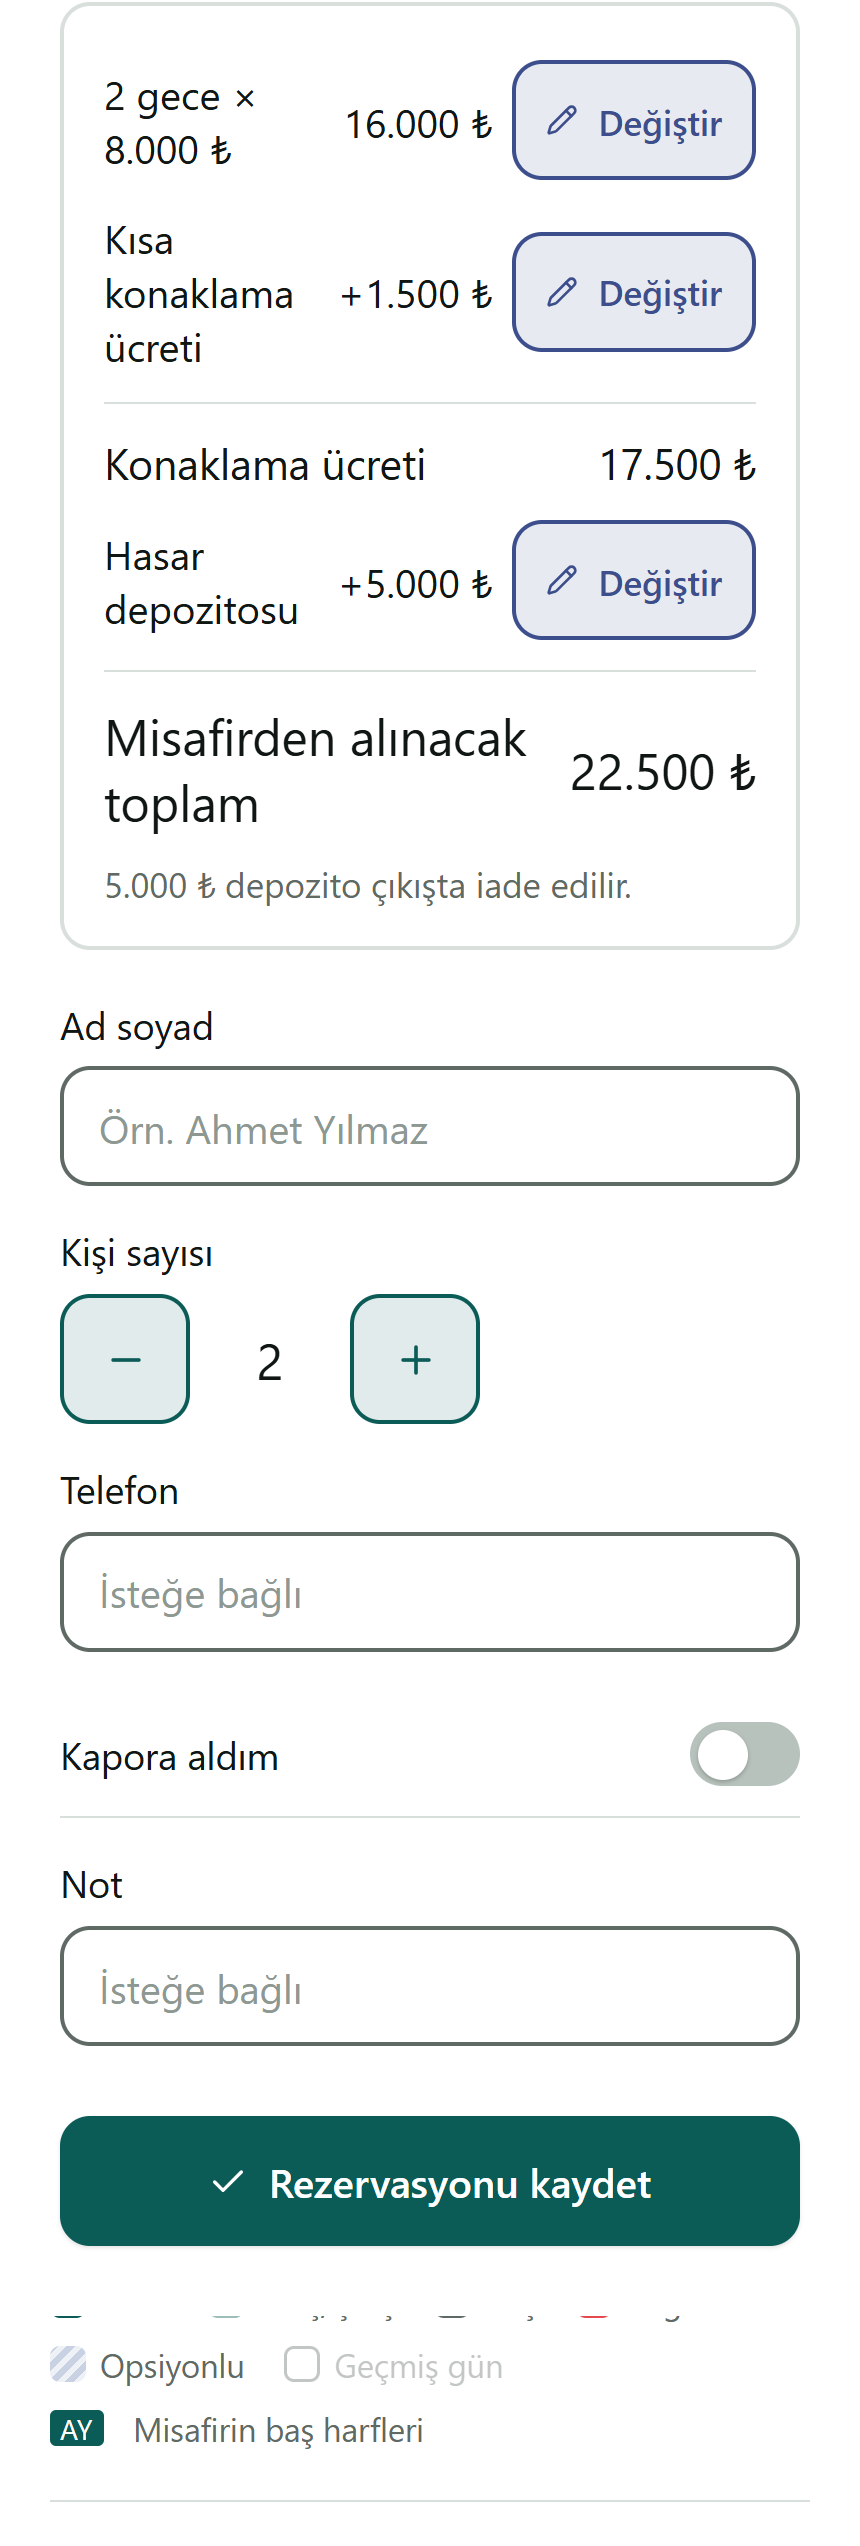 2 gece ×
8.000 ₺
16.000 ₺
Değiştir
Kısa
konaklama
ücreti
+1.500 ₺
Değiştir
Konaklama ücreti
17.500 ₺
Hasar
depozitosu
+5.000 ₺
Değiştir
Misafirden alınacak
toplam
22.500 ₺
5.000 ₺ depozito çıkışta iade edilir.
Ad soyad
Örn. Ahmet Yılmaz
Kişi sayısı
− 2 +
Telefon
İsteğe bağlı
Kapora aldım
Not
İsteğe bağlı
Rezervasyonu kaydet
Opsiyonlu
Geçmiş gün
AY Misafirin baş harfleri